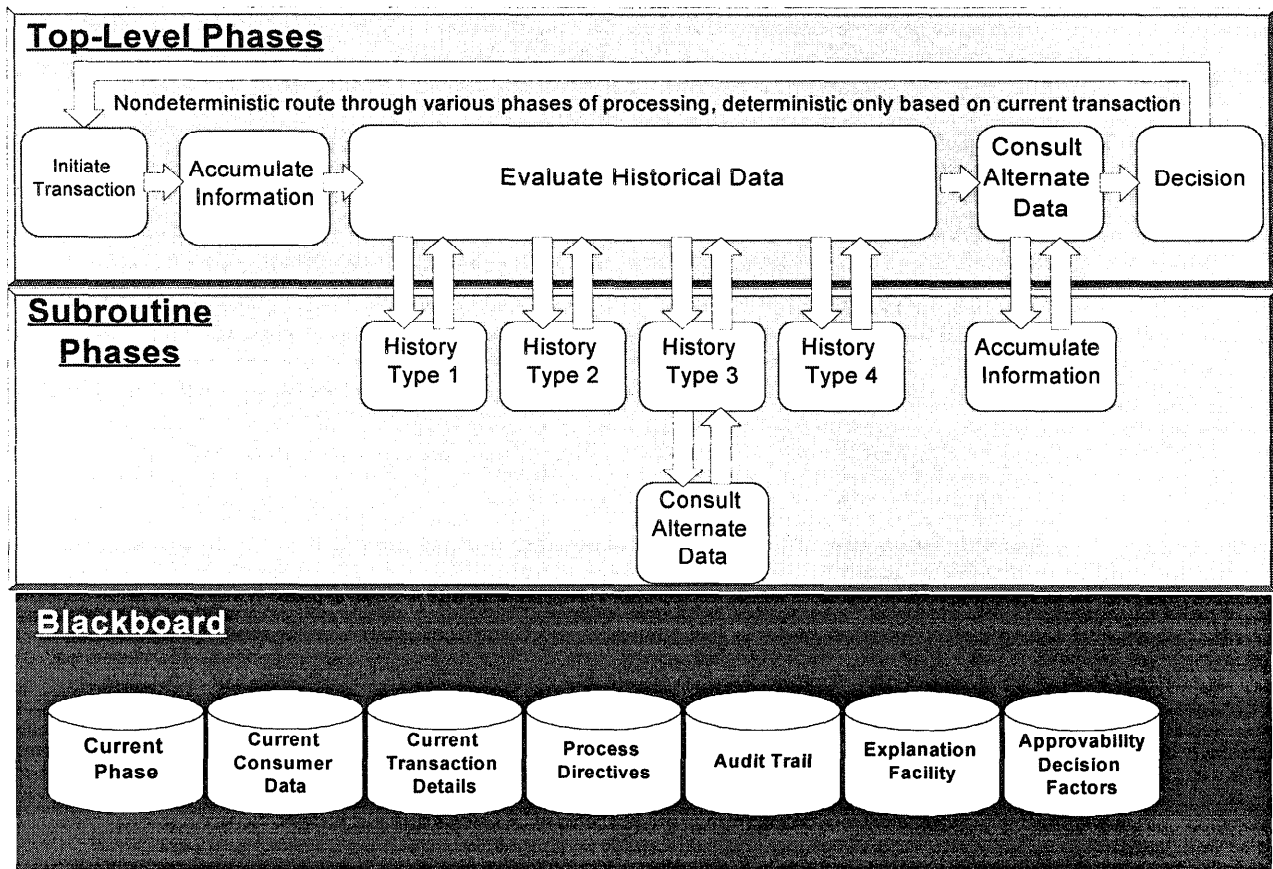 Top-Level Phases
Nondeterministic route through various phases of processing, deterministic only based on current transaction
Initiate
Transaction
Accumulate
Information
Evaluate Historical Data
Consult
Alternate
Data
Decision
Subroutine
Phases
History
Type 1
History
Type 2
History
Type 3
History
Type 4
Accumulate
Information
Consult
Alternate
Data
Blackboard
Current
Phase
Current
Consumer
Data
Current
Transaction
Details
Process
Directives
Audit Trail
Explanation
Facility
Approvability
Decision
Factors